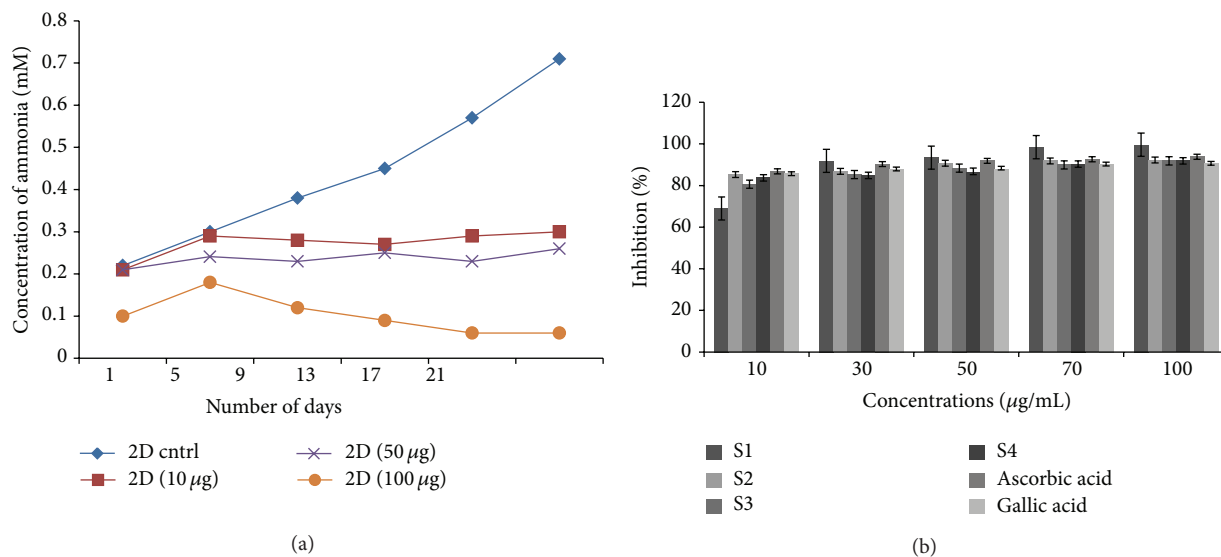 0.8
0.7
0.6
0.5
0.4
0.3
0.2
0.1
0
Concentration of ammonia (mM)
1 5 9 13 17 21
Number of days
2D cntrl
2D (10 μg)
2D (50 μg)
2D (100 μg)
(a)
120
100
80
60
40
20
0
Inhibition (%)
10 30 50 70 100
Concentrations (μg/mL)
S1
S2
S3
S4
Ascorbic acid
Gallic acid
(b)